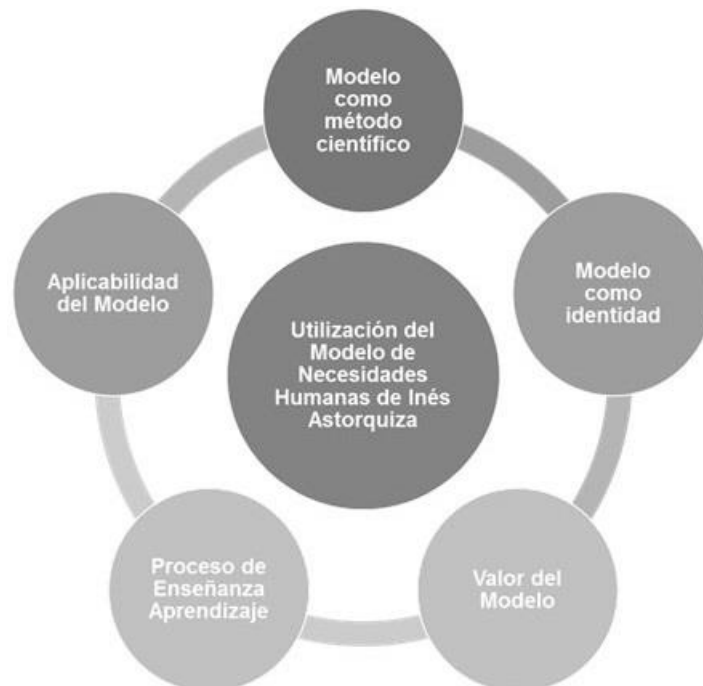 Modelo
como
método
científico
Modelo
como
identidad
Valor del
Modelo
Proceso de
Enseñanza
Aprendizaje
Aplicabilidad
del Modelo
Utilización del
Modelo de
Necesidades
Humanas de Inés
Astorquiza